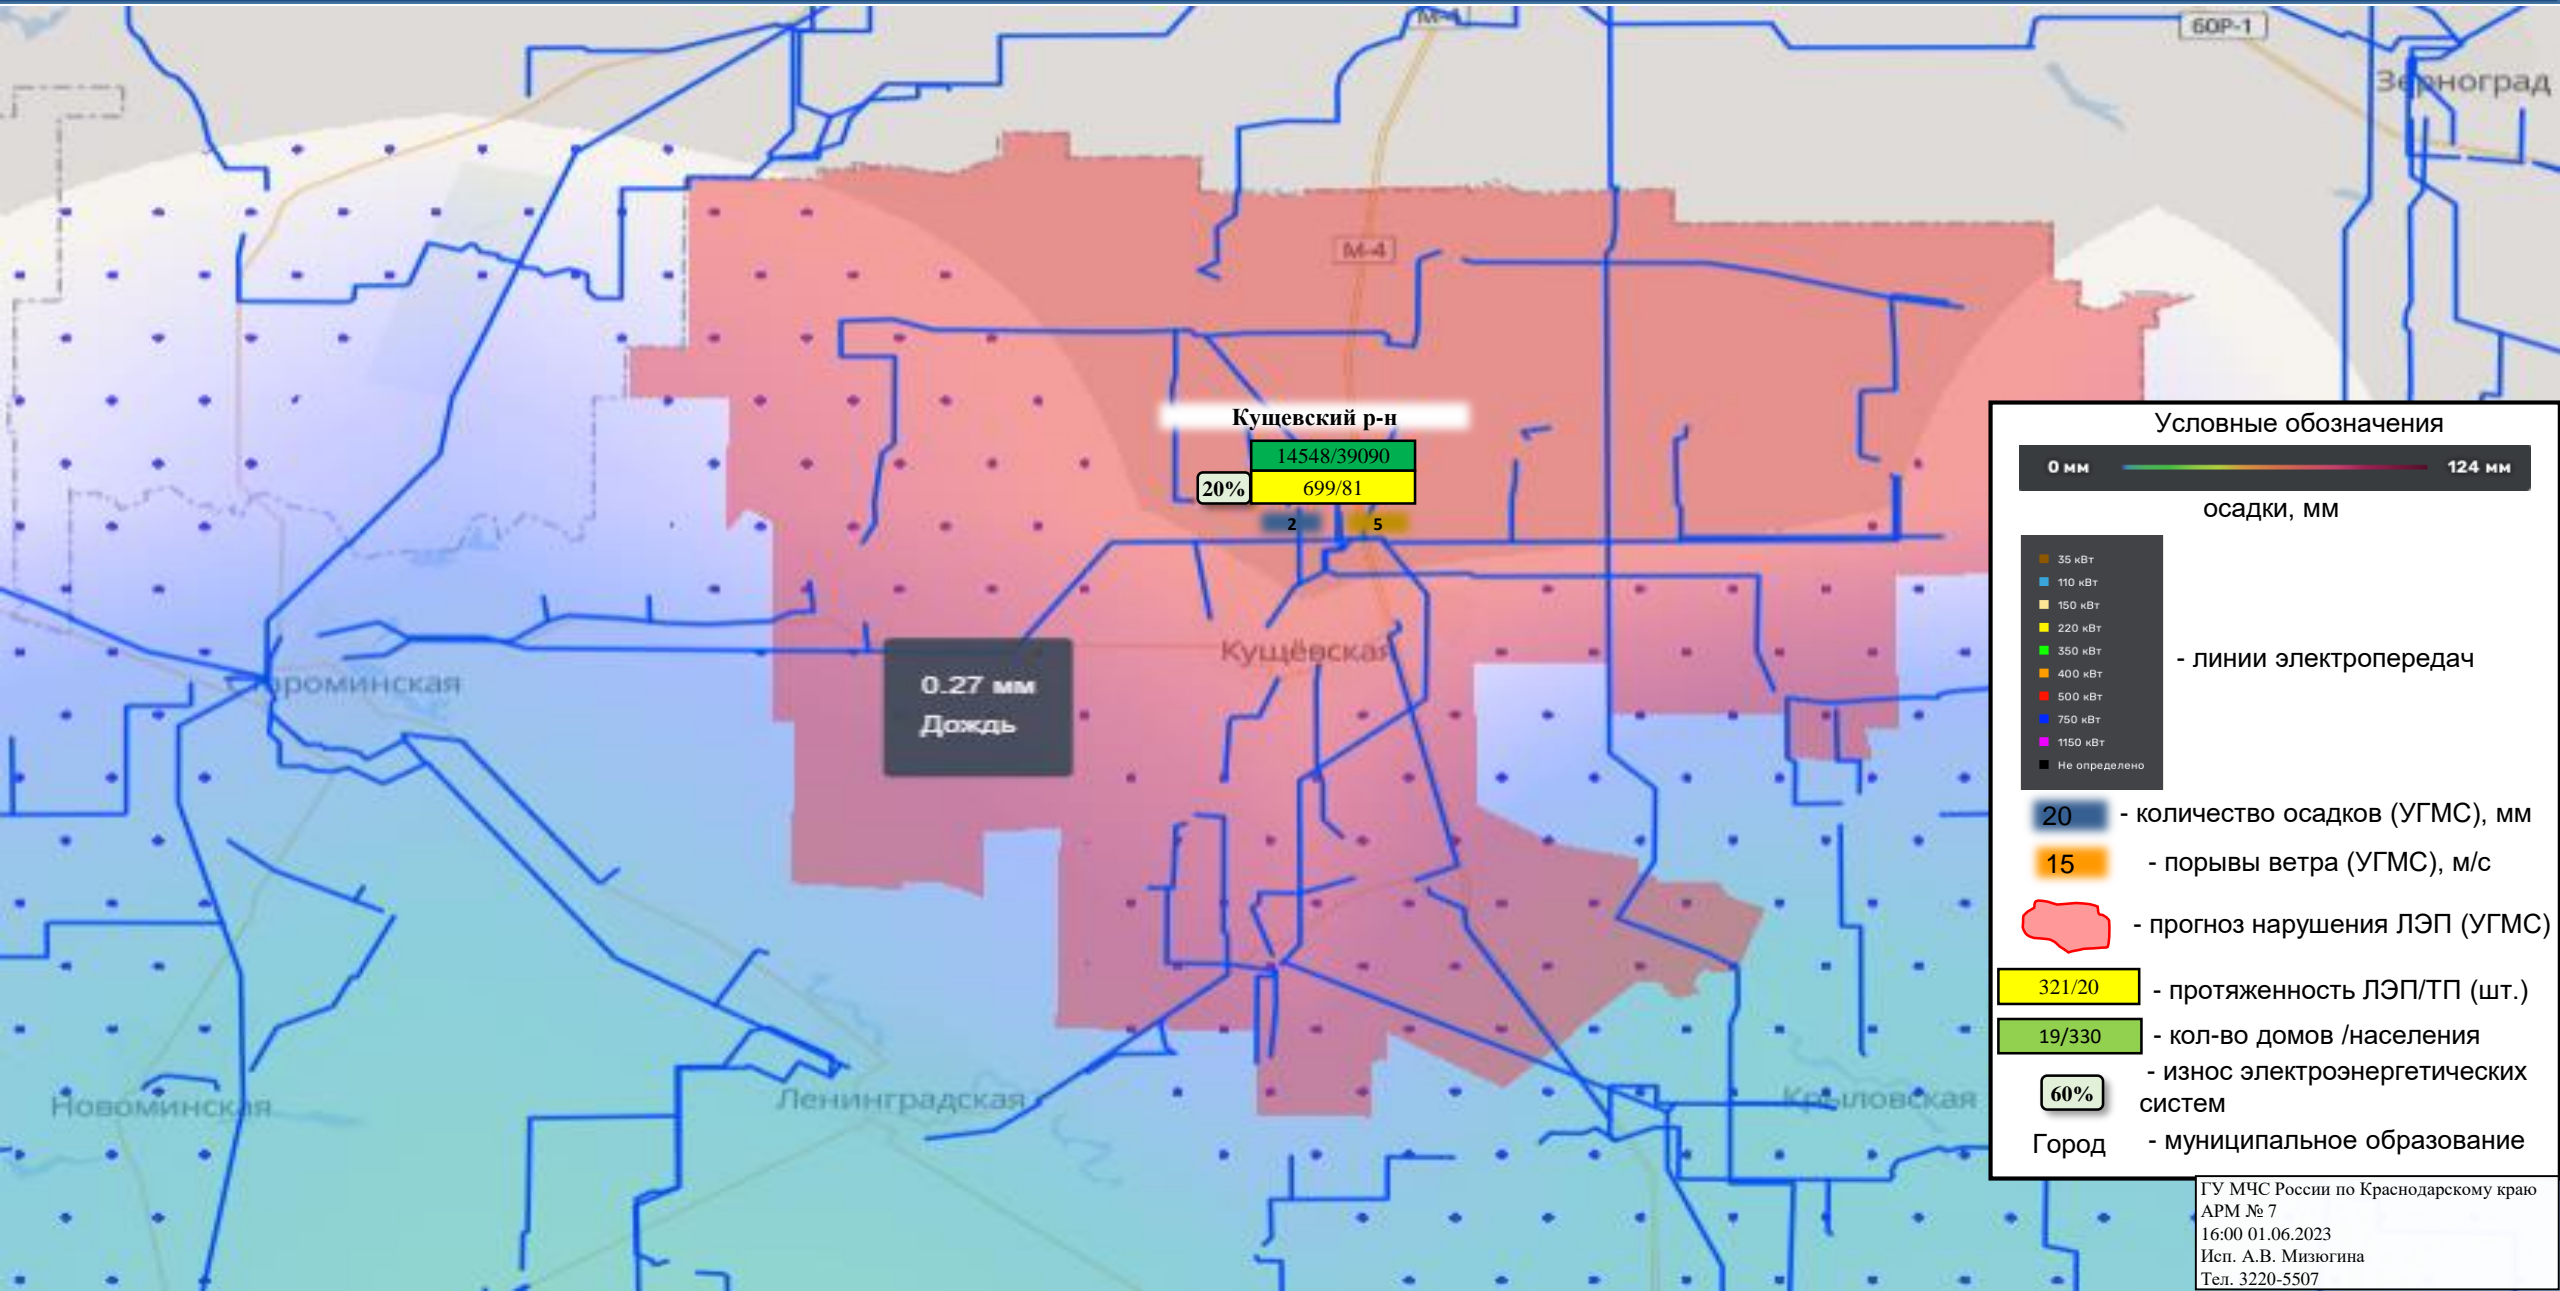 М-4
60Р-1
Зерноград
М-4
Кущевский р-н
14548/39090
20%
699/81
2
5
Кущёвская
0.27 мм
Дождь
Староминская
Новоминская
Ленинградская
Крыловская
Условные обозначения
0 мм
124 мм
осадки, мм
35 кВт
110 кВт
150 кВт
220 кВт
350 кВт
400 кВт
500 кВт
750 кВт
1150 кВт
Не определено
- линии электропередач
20 - количество осадков (УГМС), мм
15 - порывы ветра (УГМС), м/с
- прогноз нарушения ЛЭП (УГМС)
321/20 - протяженность ЛЭП/ТП (шт.)
19/330 - кол-во домов /населения
60% - износ электроэнергетических
систем
Город - муниципальное образование
ГУ МЧС России по Краснодарскому краю
АРМ № 7
16:00 01.06.2023
Исп. А.В. Мизюгина
Тел. 3220-5507